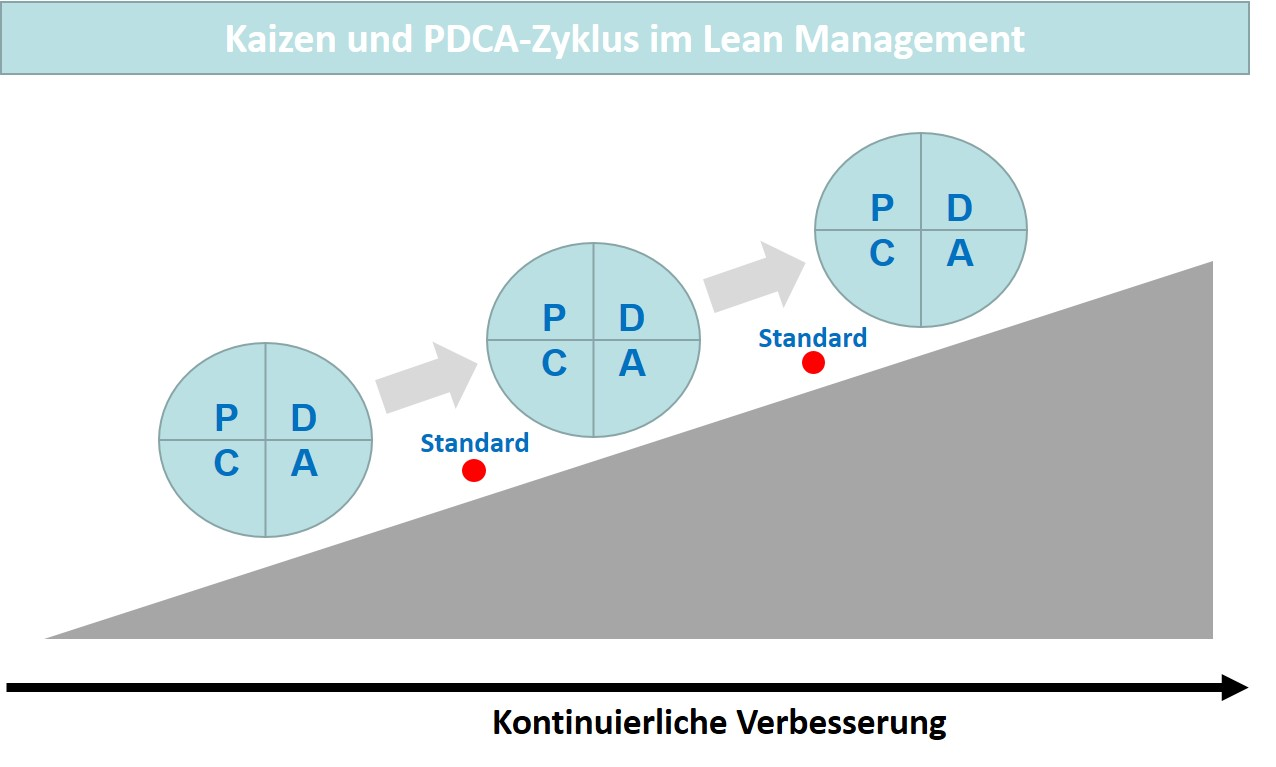 Kaizen und PDCA-Zyklus im Lean Management
P D
C A
Standard
P D
C A
Standard
P D
C A
Kontinuierliche Verbesserung